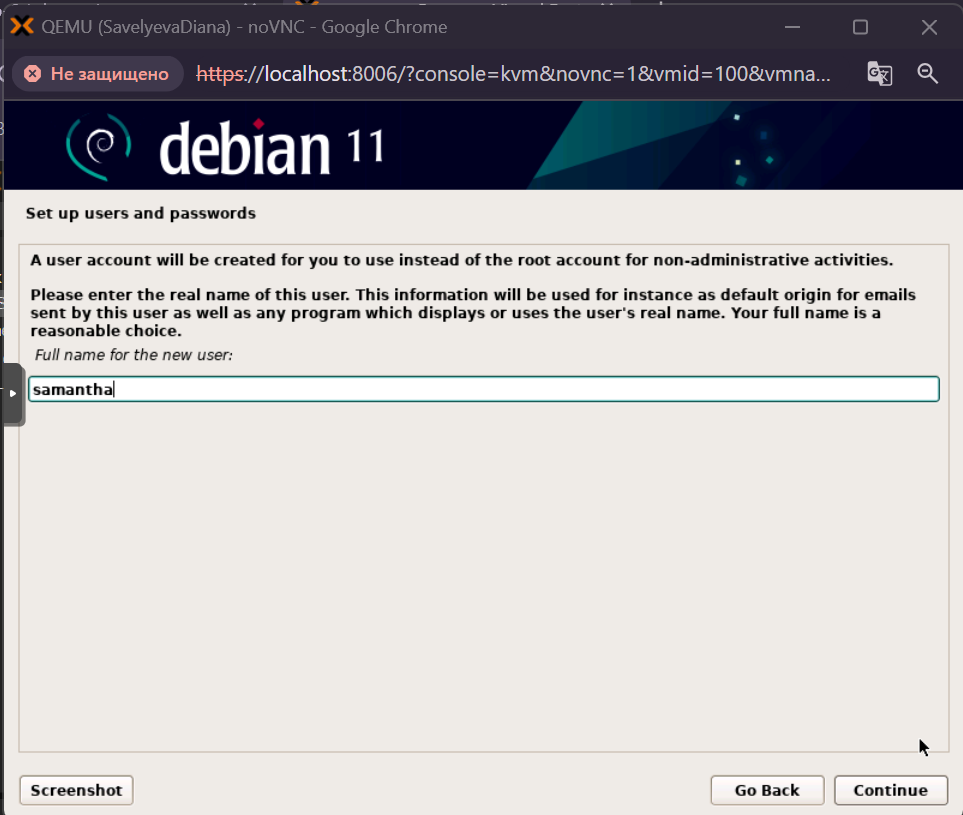 QEMU (SavelyevaDiana) - noVNC - Google Chrome
Не защищено https://localhost:8006/?console=kvm&novnc=1&vmid=100&vmna...
debian 11
Set up users and passwords
A user account will be created for you to use instead of the root account for non-administrative activities.
Please enter the real name of this user. This information will be used for instance as default origin for emails
sent by this user as well as any program which displays or uses the user's real name. Your full name is a
reasonable choice.
Full name for the new user:
samantha
Screenshot Go Back Continue